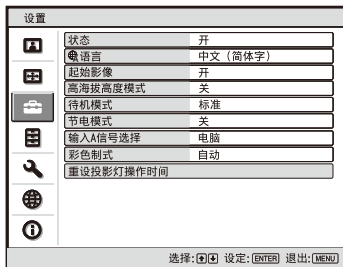 设置
状态 开
语言 中文（简体字）
起始影像 开
高海拔高度模式 关
待机模式 标准
节电模式 关
输入A信号选择 电脑
彩色制式 自动
重设投影灯操作时间
选择: 设定: ENTER 退出: MENU